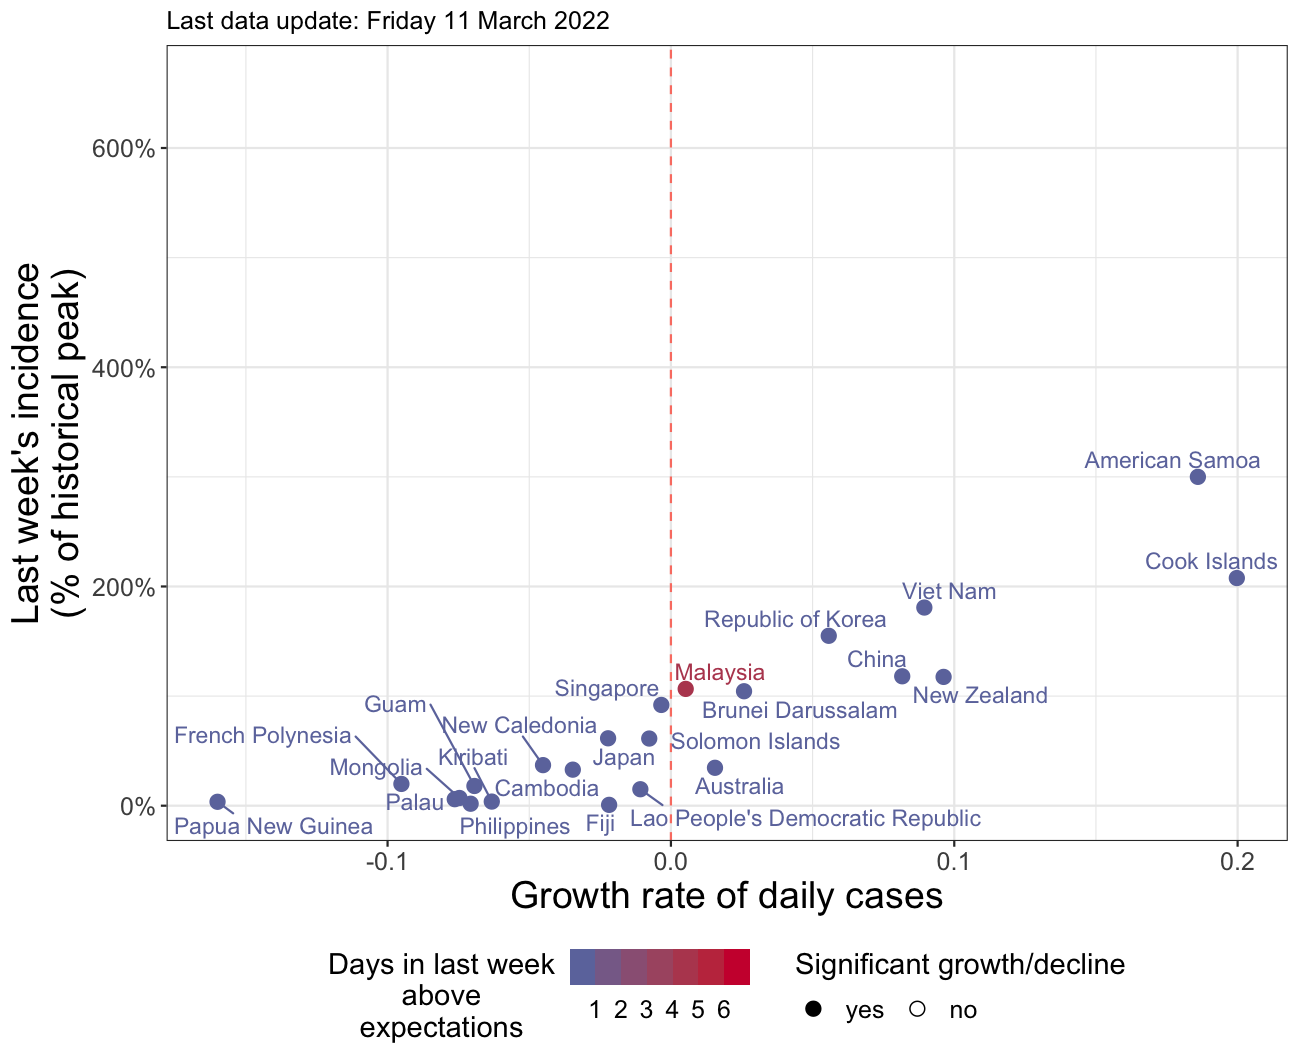 Last data update: Friday 11 March 2022
Last week's incidence
(% of historical peak)
600%
400%
200%
0%
American Samoa
Cook Islands
Viet Nam
Republic of Korea
China
Malaysia
New Zealand
Singapore
Brunei Darussalam
Guam
New Caledonia
French Polynesia
Solomon Islands
Kiribati
Japan
Mongolia
Cambodia
Australia
Palau
Papua New Guinea
Philippines
Fiji
Lao People's Democratic Republic
-0.1
0.0
0.1
0.2
Growth rate of daily cases
Days in last week
above
expectations
1 2 3 4 5 6
Significant growth/decline
yes
no